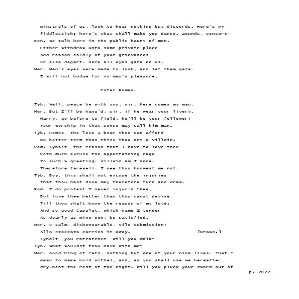 minstrels of us, look to hear nothing but discords. Here's my
fiddlestick; here's that shall make you dance. Zounds, consort!
Ben. We talk here in the public haunt of men.
Either withdraw unto some private place
And reason coldly of your grievances,
Or else depart. Here all eyes gaze on us.
Mer. Men's eyes were made to look, and let them gaze.
I will not budge for no man's pleasure,
Enter Romeo.
Tyb. Well, peace be with you, sir. Here comes my man.
Mer. But I'll be hang'd, sir, if he wear your livery.
Marry, go before to field, he'll be your follower!
Your worship in that sense may call him man.
Tyb. Romeo, the love I bear thee can afford
No better term than this: thou art a villain.
Rom. Tybalt, the reason that I have to love thee
Doth much excuse the appertaining rage
To such a greeting. Villain am I none.
Therefore farewell. I see thou knowest me not.
Tyb. Boy, this shall not excuse the injuries
That thou hast done me; therefore turn and draw.
Rom. I do protest I never injur'd thee,
But love thee better than thou canst devise
Till thou shalt know the reason of my love;
And so good Capulet, which name I tender
As dearly as mine own, be satisfied.
Mer. O calm, dishonourable, vile submission!
Alla stoccata carries it away. [Draws.]
Tybalt, you ratcatcher, will you walk?
Tyb. What wouldst thou have with me?
Mer. Good King of Cats, nothing but one of your nine lives. That I
mean to make bold withal, and, as you shall use me hereafter,
dry-beat the rest of the eight. Will you pluck your sword out of